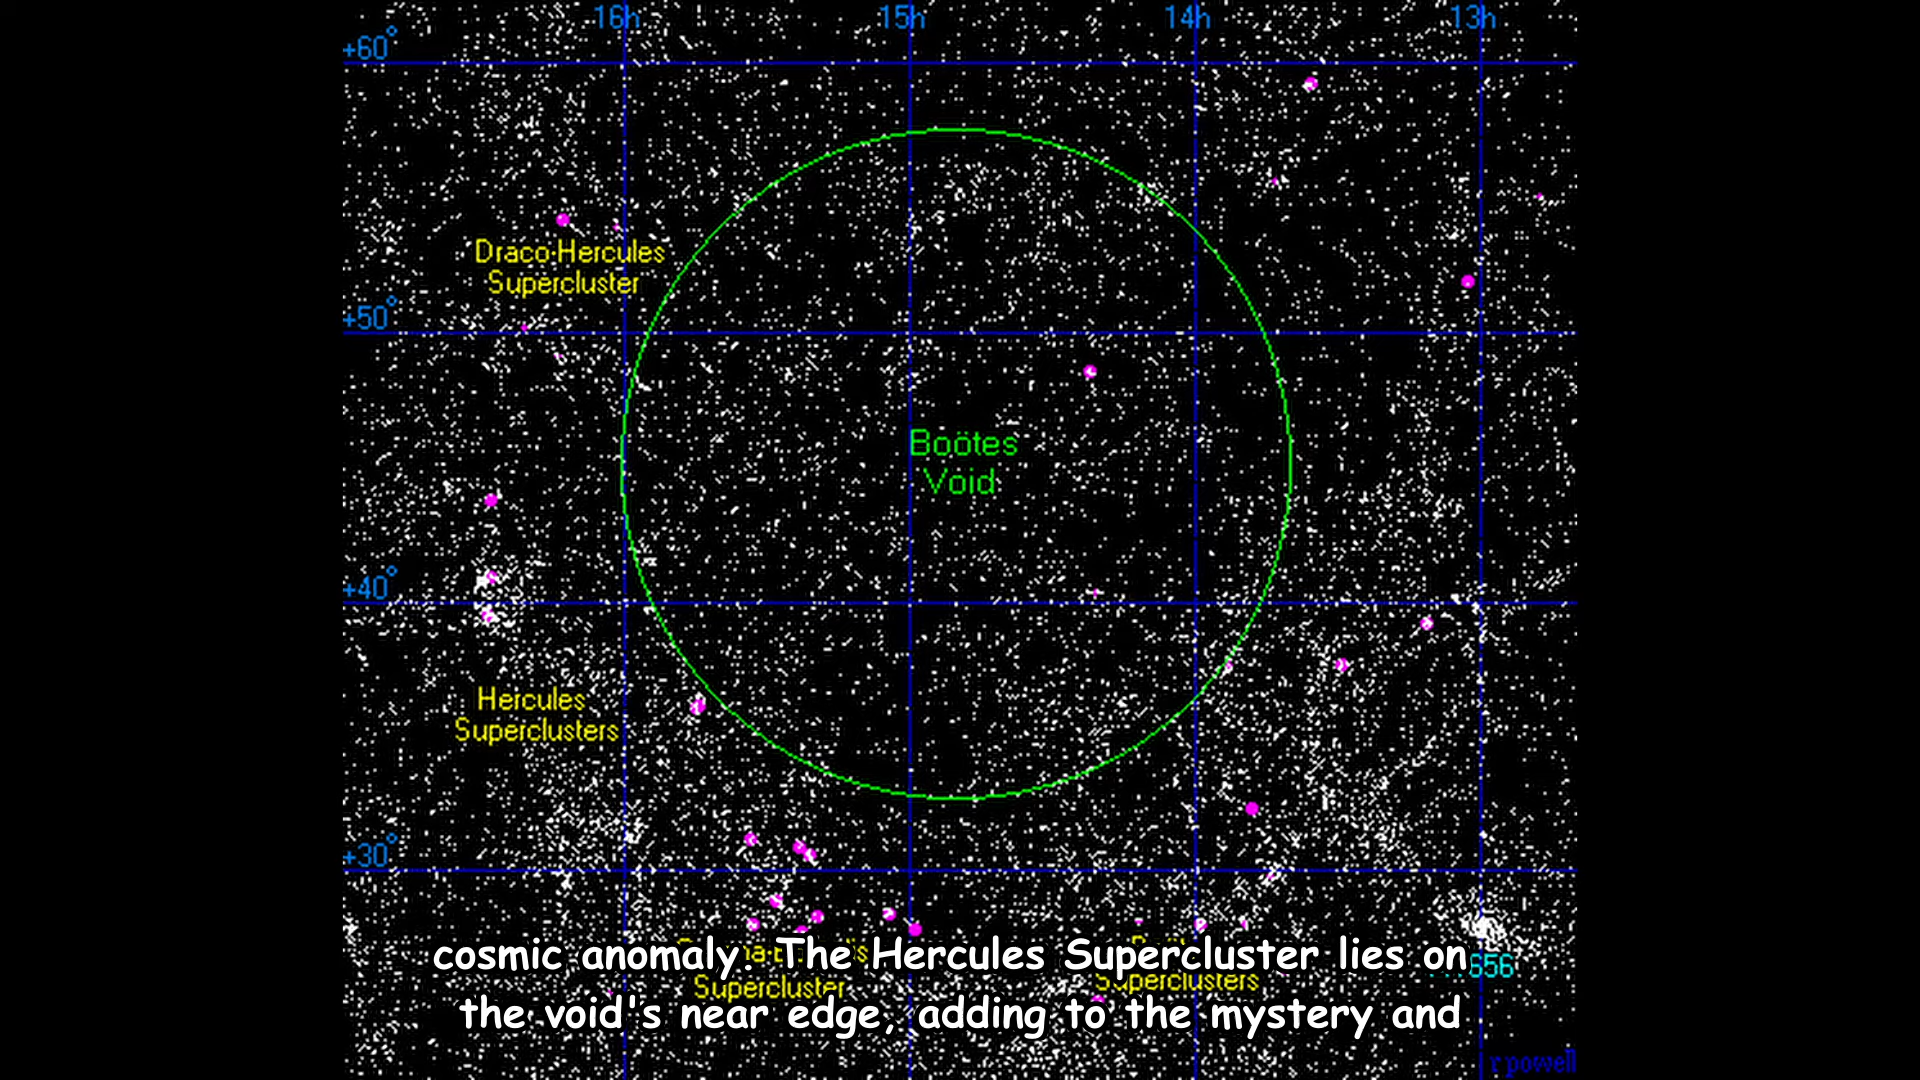 16h 15h 14h 13h
+60°
Draco-Hercules
Supercluster
+50°
Boötes
Void
+40°
Hercules
Superclusters
+30°
cosmic anomaly. The Hercules Supercluster lies on
656
Supercluster
Superclusters
the void's near edge, adding to the mystery and
r powell